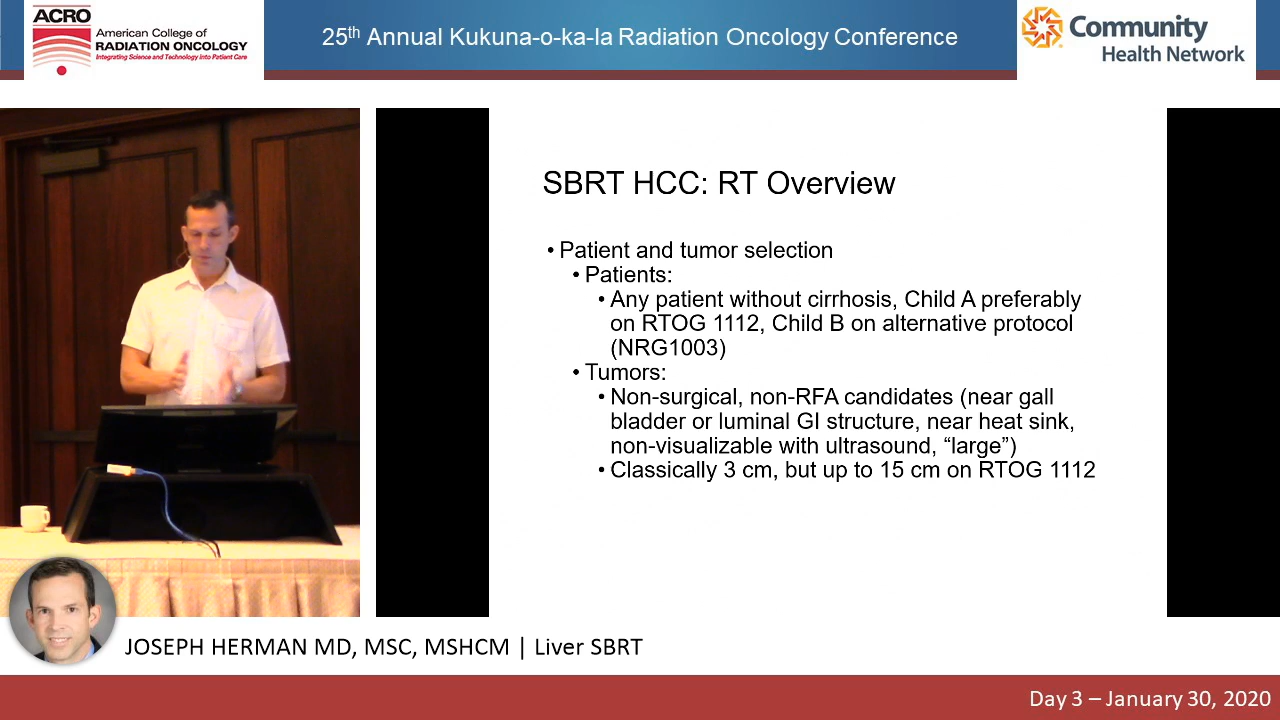 ACRO
American College of
RADIATION ONCOLOGY
Integrating Science and Technology Into Patient Care
25th Annual Kukuna-o-ka-la Radiation Oncology Conference
Community
Health Network
SBRT HCC: RT Overview
• Patient and tumor selection
• Patients:
• Any patient without cirrhosis, Child A preferably
on RTOG 1112, Child B on alternative protocol
(NRG1003)
• Tumors:
• Non-surgical, non-RFA candidates (near gall
bladder or luminal GI structure, near heat sink,
non-visualizable with ultrasound, “large”)
• Classically 3 cm, but up to 15 cm on RTOG 1112
JOSEPH HERMAN MD, MSC, MSHCM | Liver SBRT
Day 3 – January 30, 2020